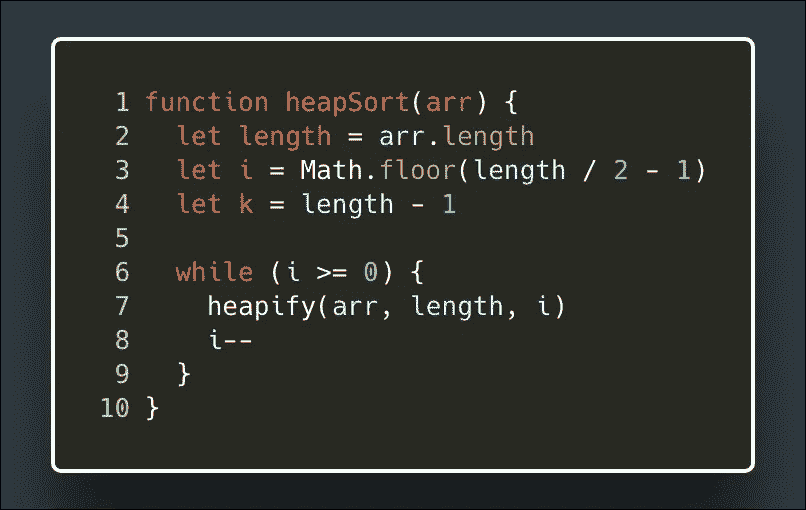 1 function heapSort(arr) {
2   let length = arr.length
3   let i = Math.floor(length / 2 - 1)
4   let k = length - 1
5
6   while (i >= 0) {
7     heapify(arr, length, i)
8     i--
9   }
10 }